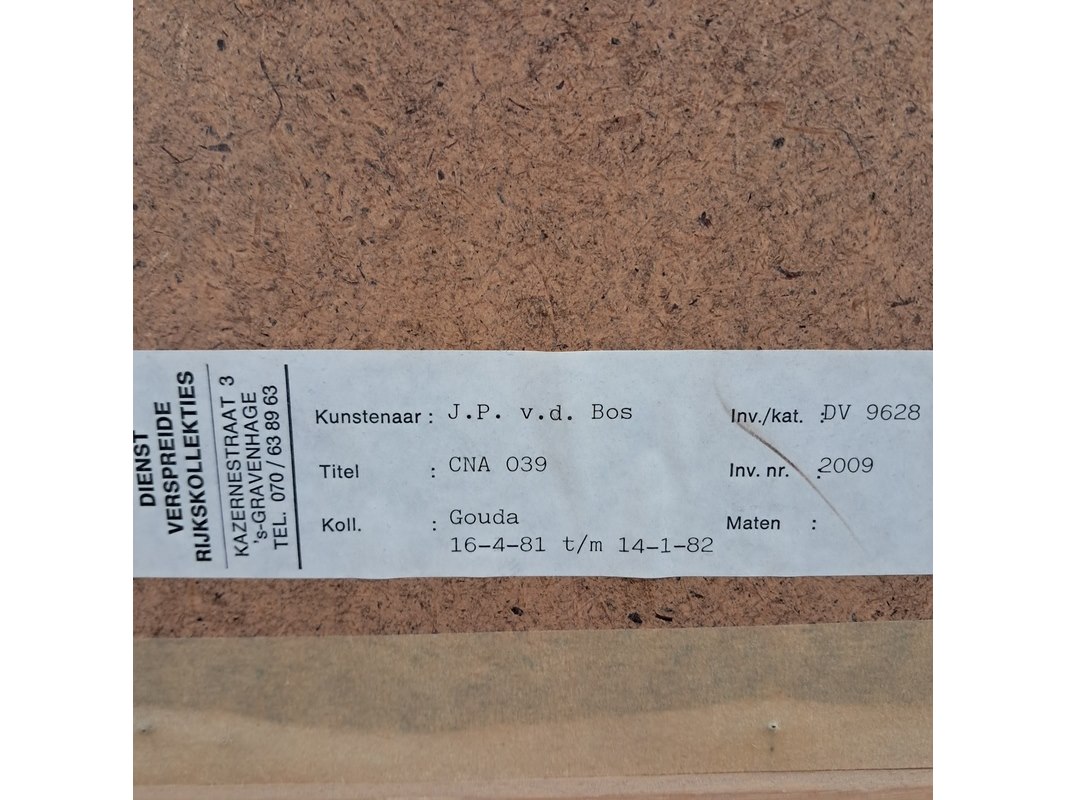 DIENST
VERSPREIDE
RIJKSKOLLEKTIES
KAZERNESTRAAT 3
's-GRAVENHAGE
TEL. 070 / 63 89 63
Kunstenaar : J.P. v.d. Bos Inv./kat. : DV 9628
Titel : CNA 039 Inv. nr. : 2009
Koll. : Gouda Maten :
16-4-81 t/m 14-1-82